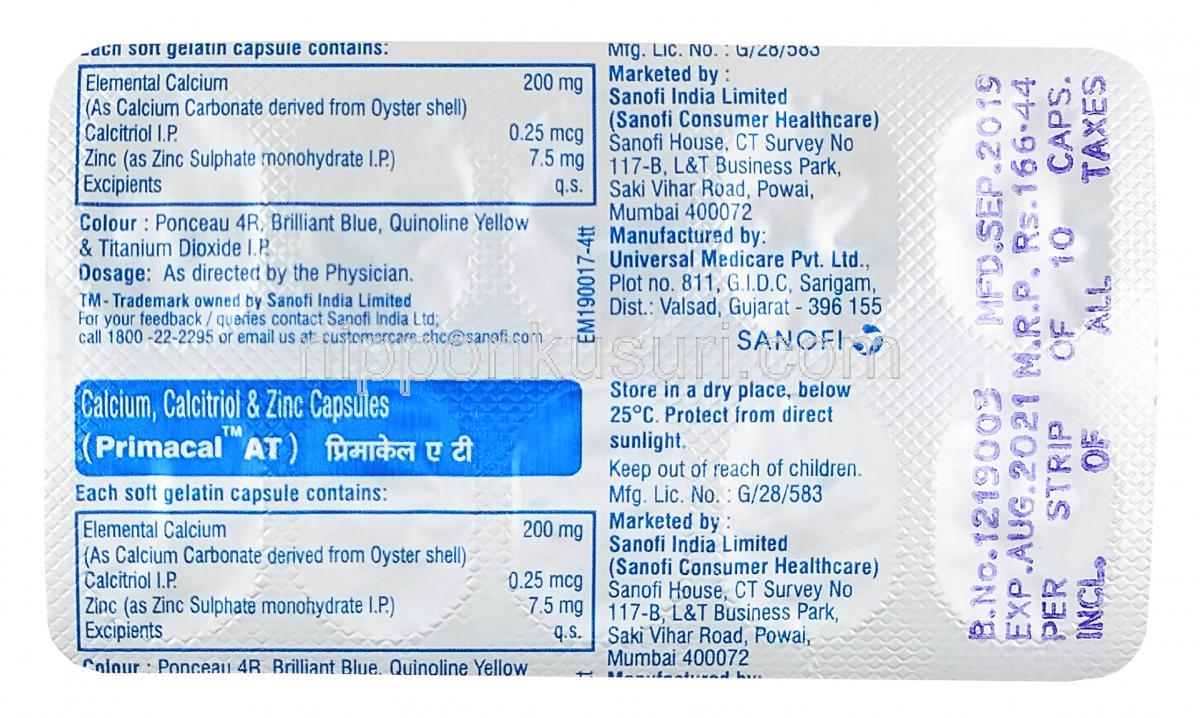 Each soft gelatin capsule contains:
Elemental Calcium 200 mg
(As Calcium Carbonate derived from Oyster shell)
Calcitriol I.P. 0.25 mcg
Zinc (as Zinc Sulphate monohydrate I.P.) 7.5 mg
Excipients q.s.
Colour : Ponceau 4R, Brilliant Blue, Quinoline Yellow
& Titanium Dioxide I.P.
Dosage: As directed by the Physician.
TM - Trademark owned by Sanofi India Limited
For your feedback / queries contact Sanofi India Ltd;
call 1800 -22-2295 or email us at: customercare.chc@sanofi.com
EM190017-4tt
Calcium, Calcitriol & Zinc Capsules
(Primacal™ AT) प्रिमाकेल ए टी
Each soft gelatin capsule contains:
Elemental Calcium 200 mg
(As Calcium Carbonate derived from Oyster shell)
Calcitriol I.P. 0.25 mcg
Zinc (as Zinc Sulphate monohydrate I.P.) 7.5 mg
Excipients q.s.
Colour : Ponceau 4R, Brilliant Blue, Quinoline Yellow
Mfg. Lic. No. : G/28/583
Marketed by :
Sanofi India Limited
(Sanofi Consumer Healthcare)
Sanofi House, CT Survey No
117-B, L&T Business Park,
Saki Vihar Road, Powai,
Mumbai 400072
Manufactured by:
Universal Medicare Pvt. Ltd.,
Plot no. 811, G.I.D.C, Sarigam,
Dist.: Valsad, Gujarat - 396 155
SANOFI
Store in a dry place, below
25°C. Protect from direct
sunlight.
Keep out of reach of children.
Mfg. Lic. No. : G/28/583
Marketed by :
Sanofi India Limited
(Sanofi Consumer Healthcare)
Sanofi House, CT Survey No
117-B, L&T Business Park,
Saki Vihar Road, Powai,
Mumbai 400072
Manufactured by:
B.No.1219003 MFD.SEP.2019
EXP.AUG.2021 M.R.P. Rs.166.44
PER STRIP OF 10 CAPS.
INCL. OF ALL TAXES
nipponkusuri.com